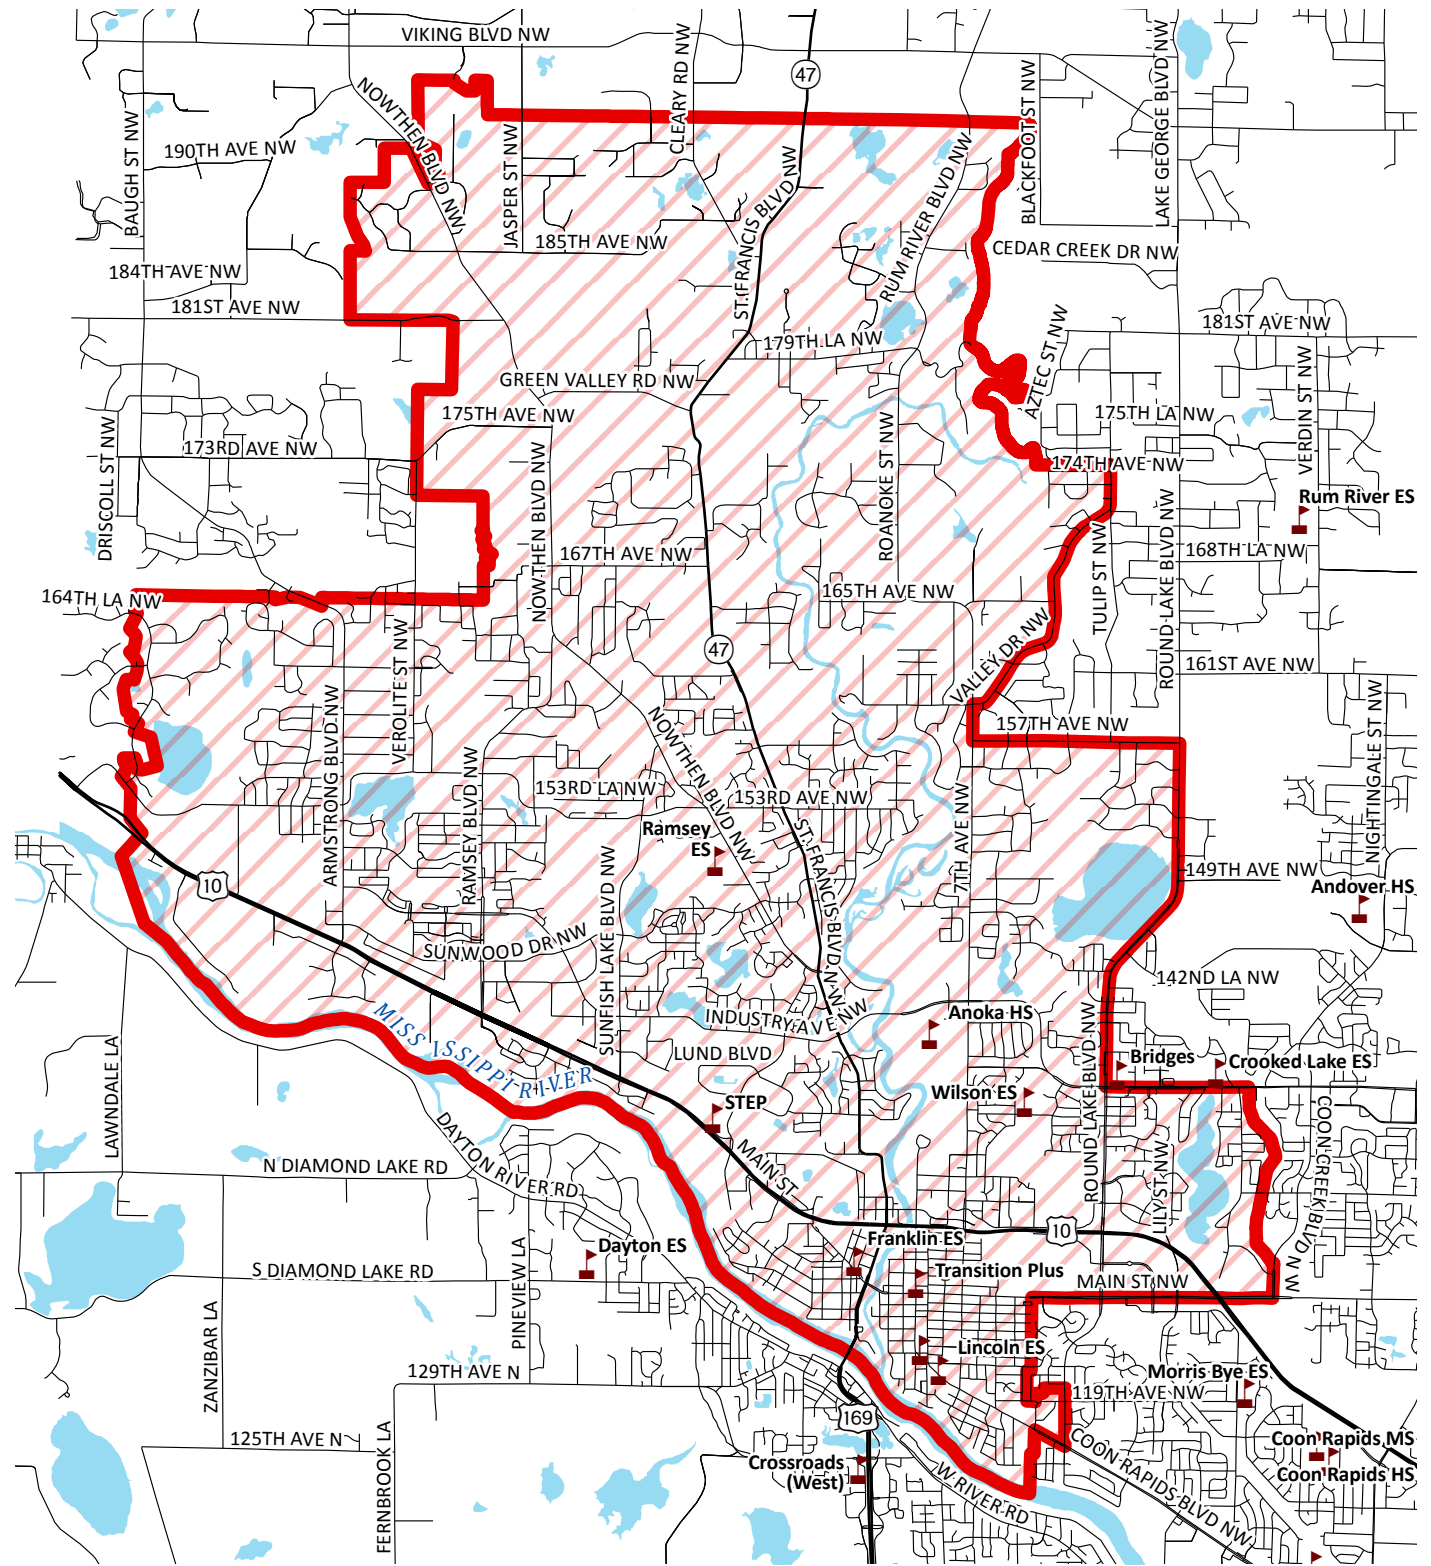 VIKING BLVD NW
CLEARY RD NW
LAKE GEORGE BLVD NW
47
BLACKFOOT ST NW
NOWTHEN BLVD NW
BAUGH ST NW
190TH AVE NW
JASPER ST NW
ST. FRANCIS BLVD NW
RUM RIVER BLVD NW
185TH AVE NW
CEDAR CREEK DR NW
184TH AVE NW
181ST AVE NW
181ST AVE NW
179TH LA NW
AZTEC ST NW
VERDIN ST NW
GREEN VALLEY RD NW
175TH AVE NW
175TH LA NW
DRISCOLL ST NW
173RD AVE NW
NOWTHEN BLVD NW
ROANOKE ST NW
174TH AVE NW
Rum River ES
ROUND LAKE BLVD NW
167TH AVE NW
168TH LA NW
TULIP ST NW
164TH LA NW
165TH AVE NW
VALLEY DR NW
47
161ST AVE NW
VEROLITE ST NW
ARMSTRONG BLVD NW
NOWTHEN BLVD NW
157TH AVE NW
NIGHTINGALE ST NW
RAMSEY BLVD NW
153RD LA NW
153RD AVE NW
7TH AVE NW
Ramsey
ES
ST. FRANCIS BLVD N W
SUNFISH LAKE BLVD NW
149TH AVE NW
10
Andover HS
SUNWOOD DR NW
142ND LA NW
MISSISSIPPI RIVER
INDUSTRY AVE NW
Anoka HS
ROUND LAKE BLVD NW
LUND BLVD
Bridges
Crooked Lake ES
LAWNDALE LA
Wilson ES
STEP
COON CREEK BLVD N W
DAYTON RIVER RD
MAIN ST
N DIAMOND LAKE RD
LILY ST NW
10
Franklin ES
Dayton ES
PINEVIEW LA
S DIAMOND LAKE RD
Transition Plus
MAIN ST NW
ZANZIBAR LA
Lincoln ES
129TH AVE N
Morris Bye ES
119TH AVE NW
169
125TH AVE N
FERNBROOK LA
Crossroads
(West)
W RIVER RD
COON RAPIDS BLVD NW
Coon Rapids MS
Coon Rapids HS